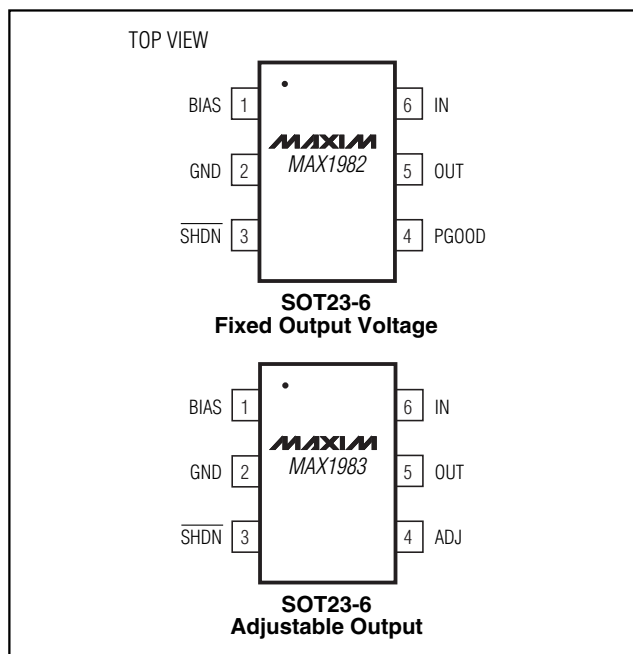 TOP VIEW
BIAS 1 6 IN
MAXIM
MAX1982
GND 2 5 OUT
SHDN 3 4 PGOOD
SOT23-6
Fixed Output Voltage
BIAS 1 6 IN
MAXIM
MAX1983
GND 2 5 OUT
SHDN 3 4 ADJ
SOT23-6
Adjustable Output